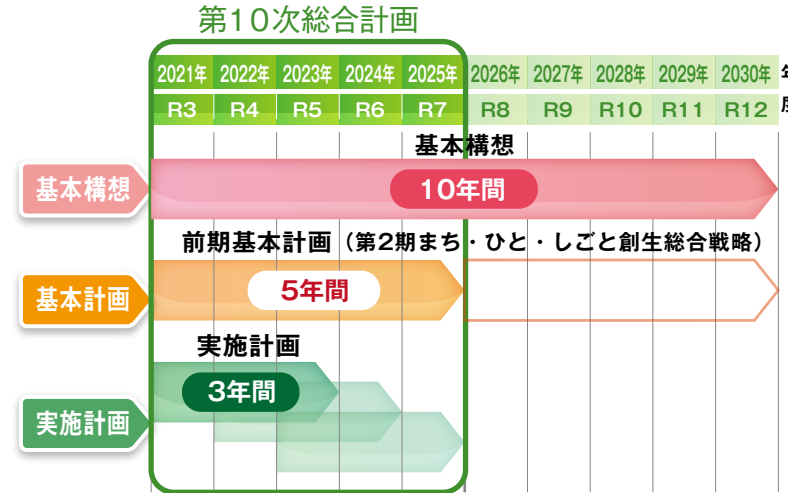 第10次総合計画
2021年 2022年 2023年 2024年 2025年 2026年 2027年 2028年 2029年 2030年 年
R3 R4 R5 R6 R7 R8 R9 R10 R11 R12 度
基本構想
基本構想 10年間
前期基本計画(第2期まち・ひと・しごと創生総合戦略)
基本計画 5年間
実施計画
3年間
実施計画